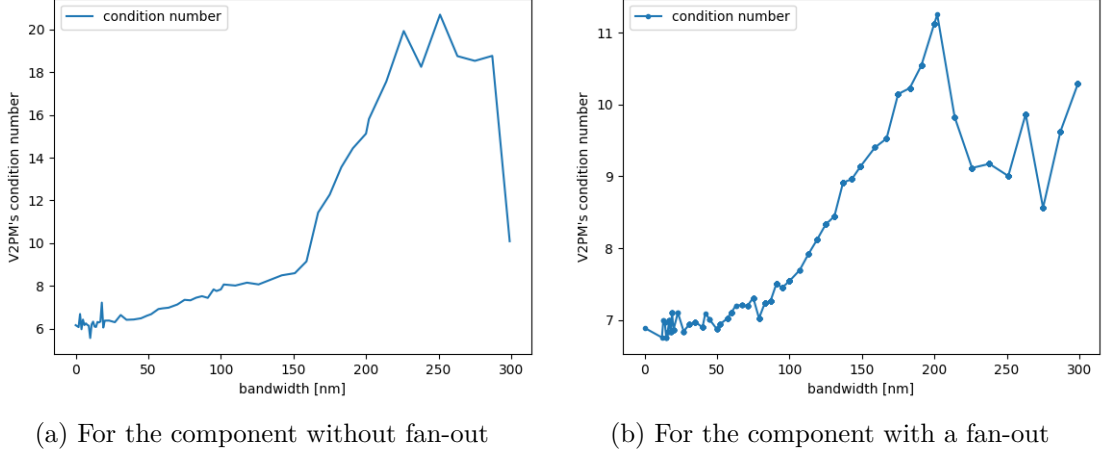 condition number
20
18
16
14
12
10
8
6
V2PM's condition number
0 50 100 150 200 250 300
bandwidth [nm]
(a) For the component without fan-out
condition number
11
10
9
8
7
V2PM's condition number
0 50 100 150 200 250 300
bandwidth [nm]
(b) For the component with a fan-out